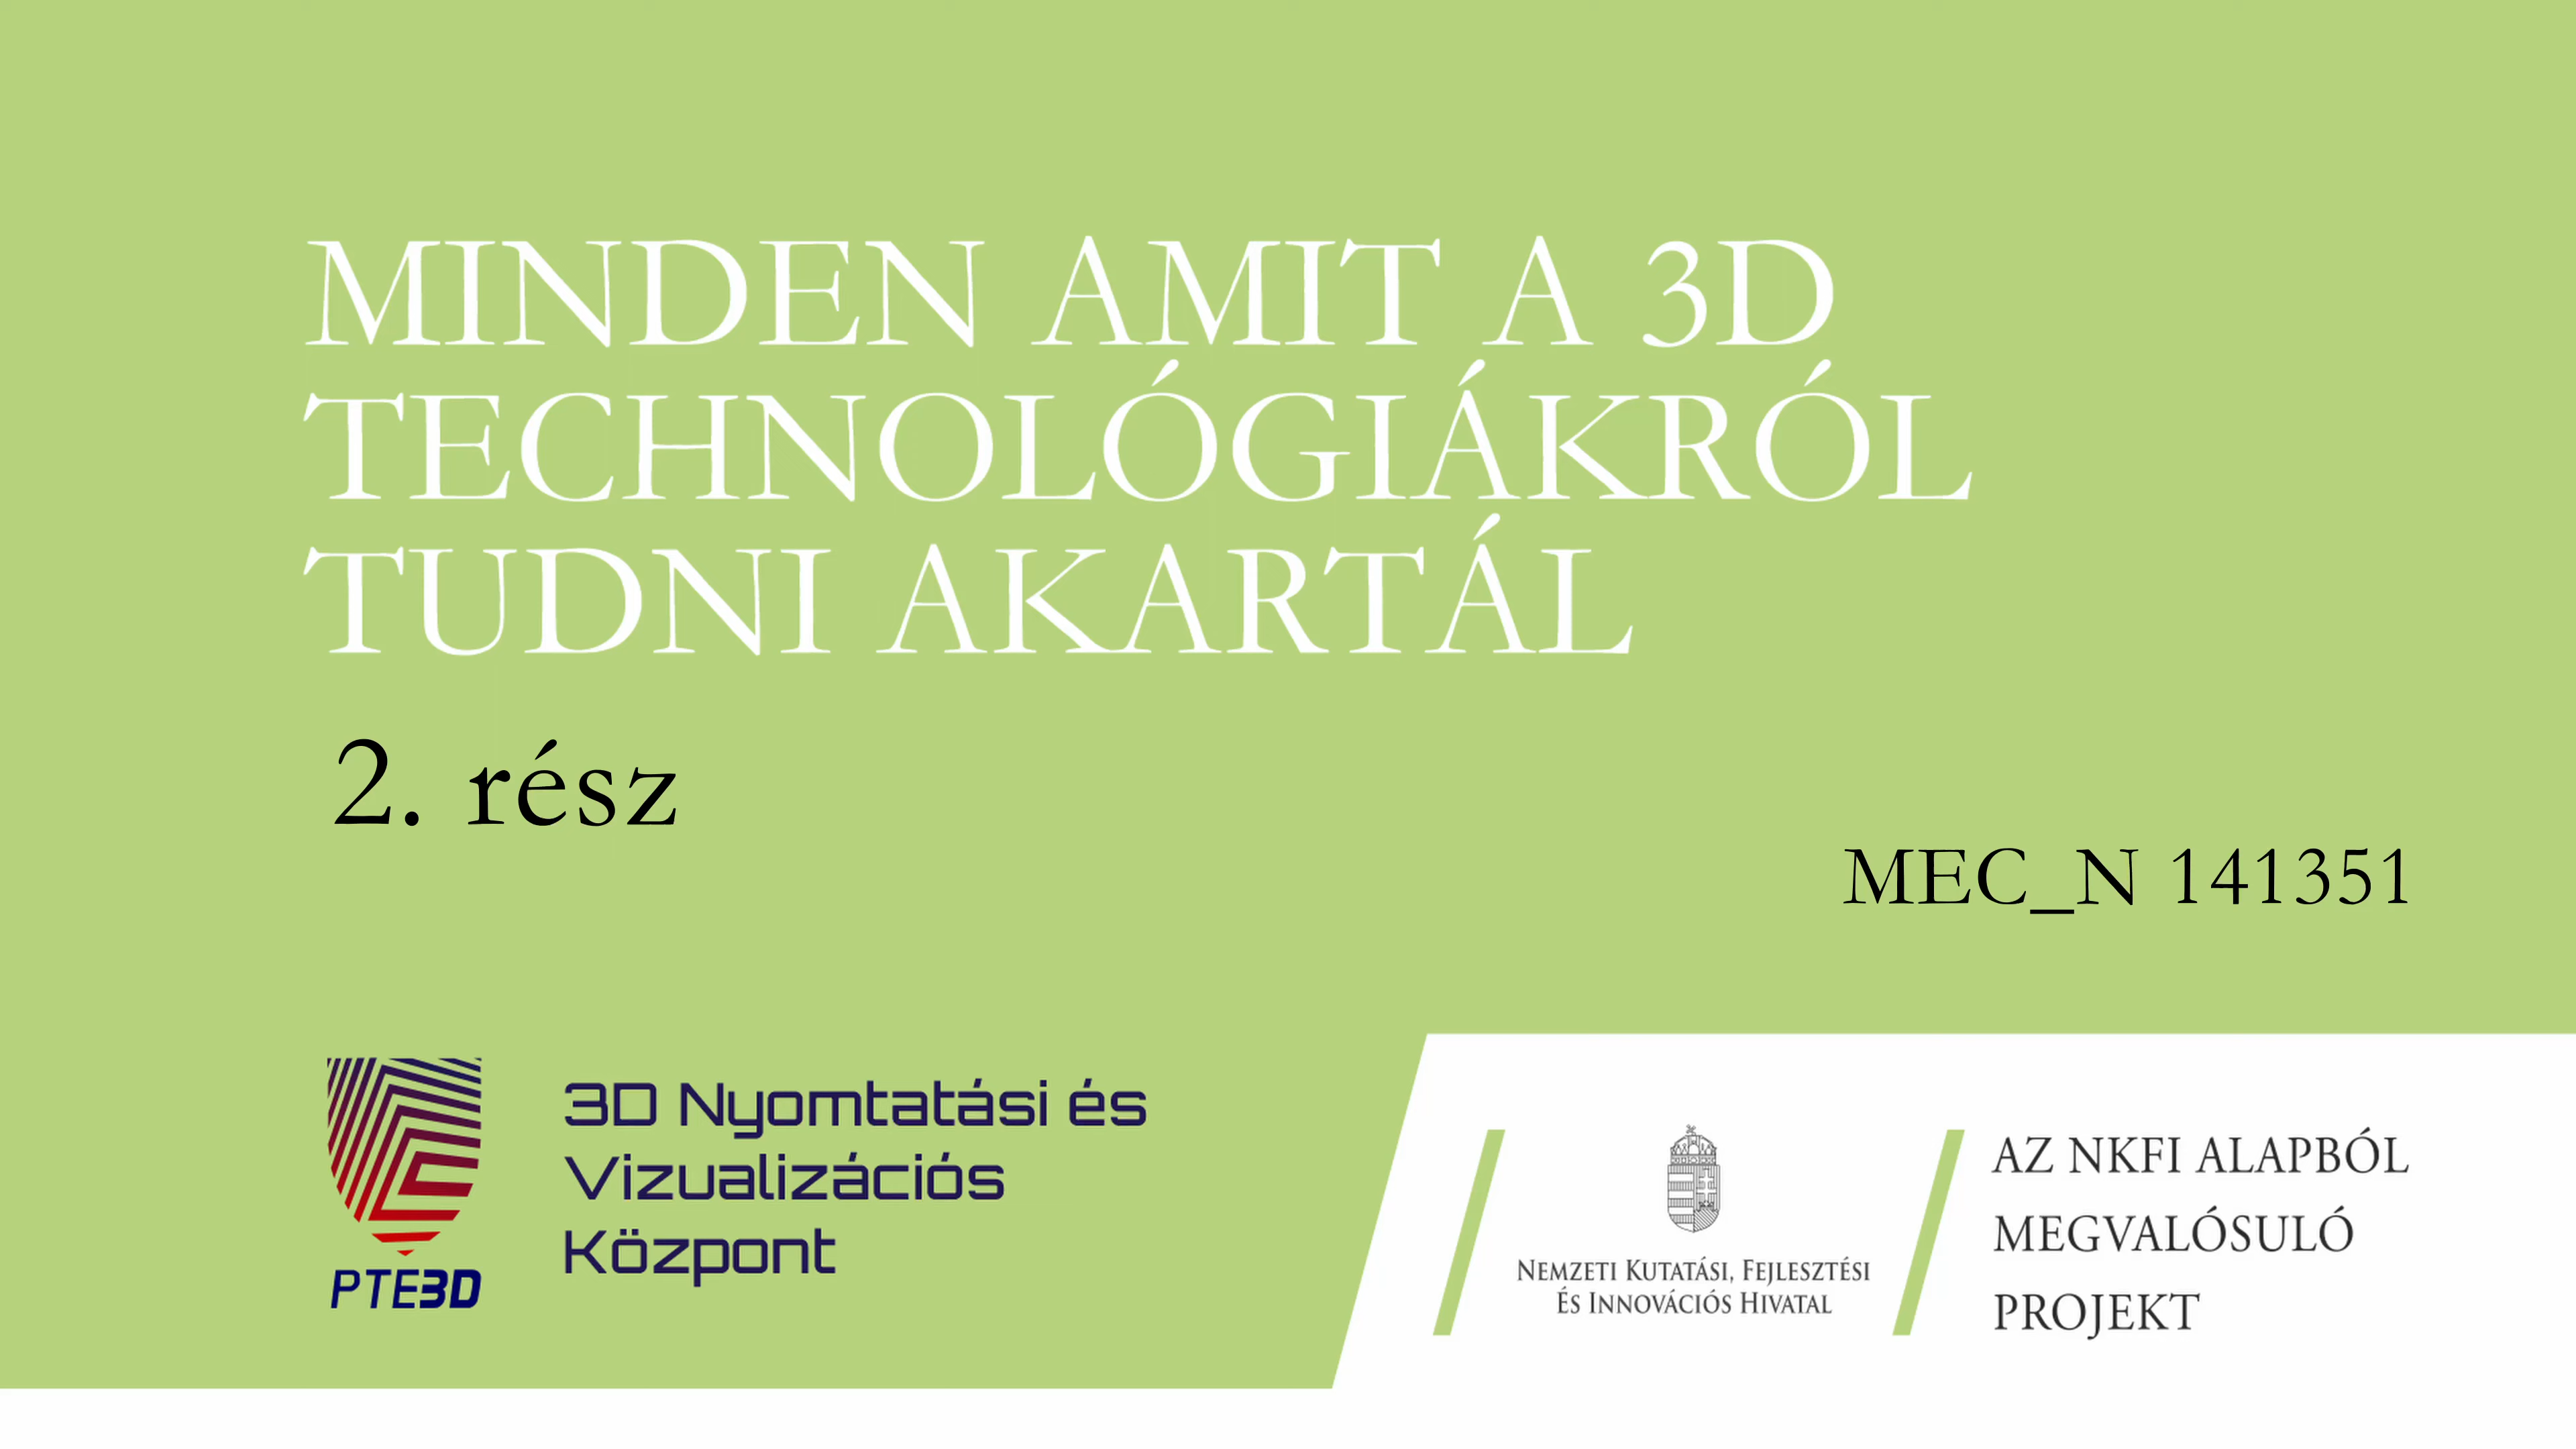 MINDEN AMIT A 3D
TECHNOLÓGIÁKRÓL
TUDNI AKARTÁL
2. rész
MEC_N 141351
3D Nyomtatási és
Vizualizációs
Központ
PTE3D
NEMZETI KUTATÁSI, FEJLESZTÉSI
ÉS INNOVÁCIÓS HIVATAL
AZ NKFI ALAPBÓL
MEGVALÓSULÓ
PROJEKT